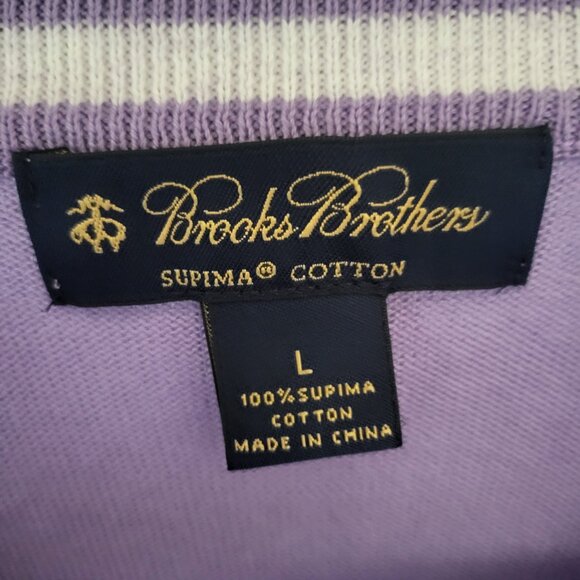 Brooks Brothers
SUPIMA® COTTON
L
100% SUPIMA
COTTON
MADE IN CHINA